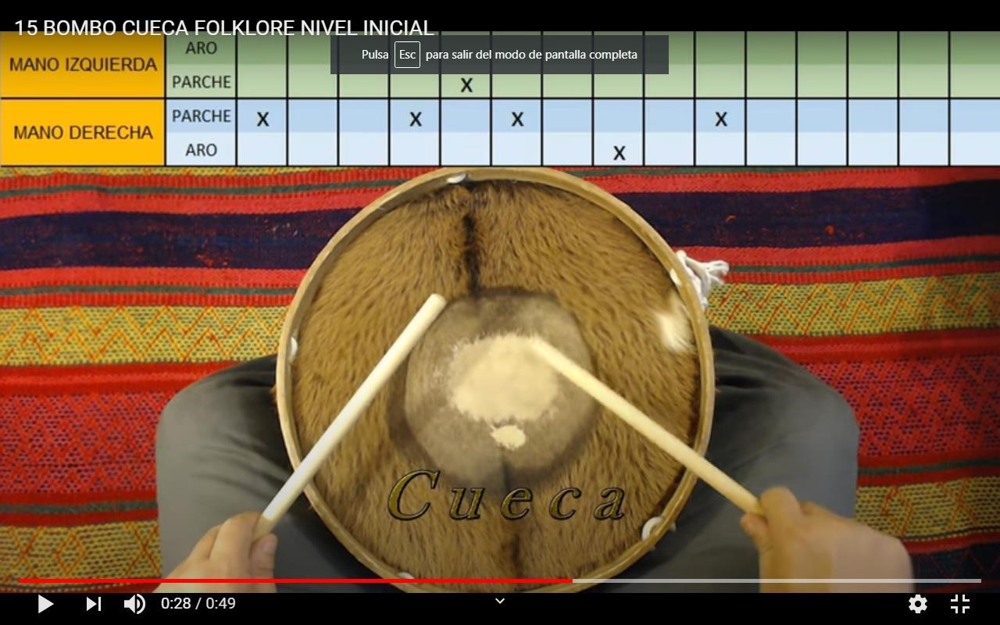 15 BOMBO CUECA FOLKLORE NIVEL INICIAL
Pulsa Esc para salir del modo de pantalla completa
MANO IZQUIERDA
ARO
PARCHE X
MANO DERECHA
PARCHE X X X X
ARO X
Cueca
0:28 / 0:49